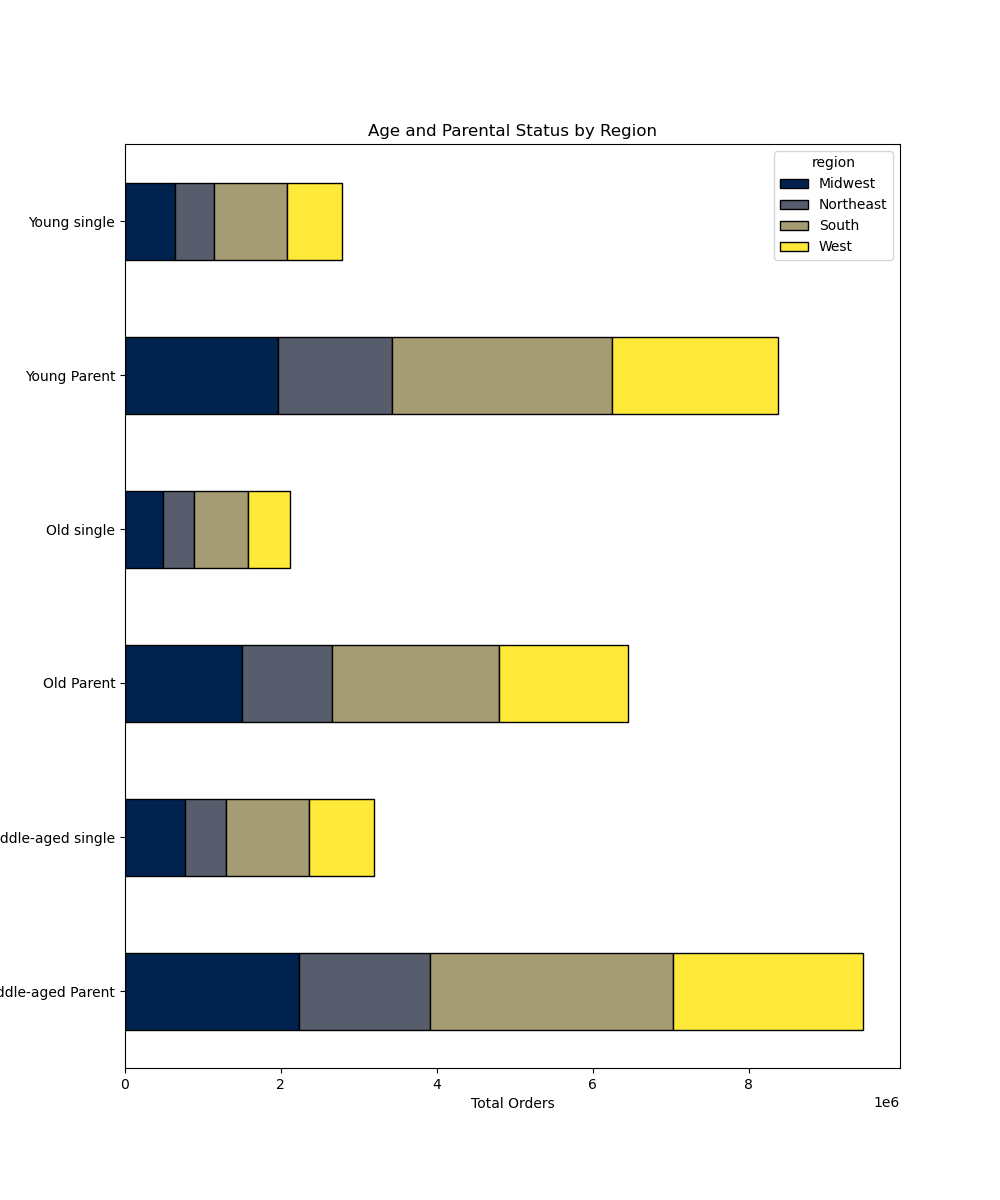 Age and Parental Status by Region
region
Midwest
Northeast
South
West
Young single
Young Parent
Old single
Old Parent
ddle-aged single
ddle-aged Parent
0 2 4 6 8
Total Orders
1e6